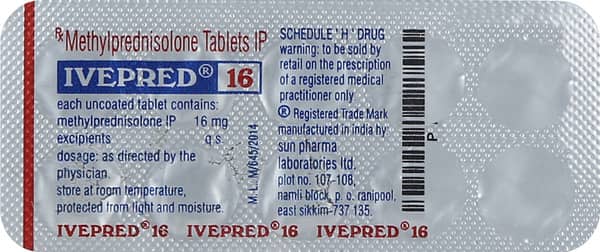 ℞ Methylprednisolone Tablets IP
IVEPRED® 16
each uncoated tablet contains:
methylprednisolone IP 16 mg
excipients q s
dosage: as directed by the
physician.
store at room temperature,
protected from light and moisture.
M·L. M/645/2014
SCHEDULE 'H' DRUG
warning: to be sold by
retail on the prescription
of a registered medical
practitioner only
® Registered Trade Mark
manufactured in india by
sun pharma
laboratories ltd.
plot no. 107-108,
namli block, p. o. ranipool,
east sikkim-737 135.
P
IVEPRED® 16 IVEPRED® 16 IVEPRED® 16